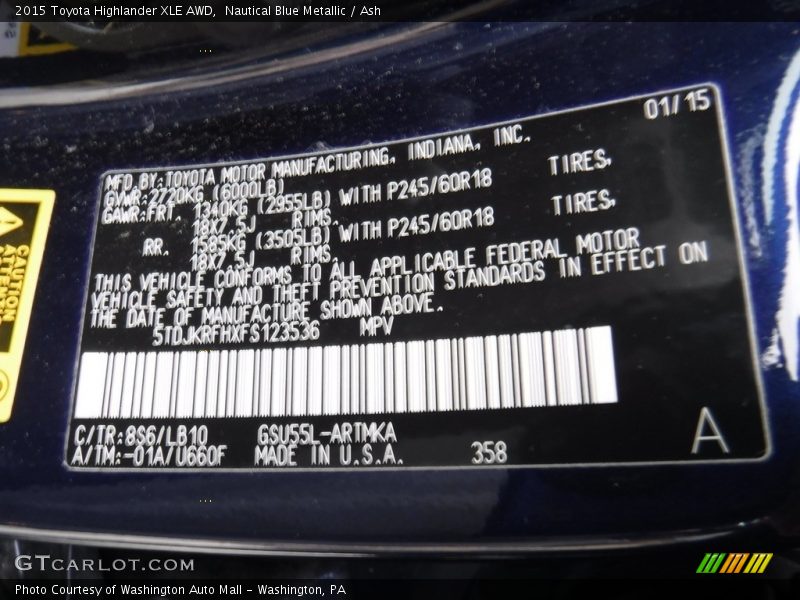 2015 Toyota Highlander XLE AWD, Nautical Blue Metallic / Ash
01/15
MFD BY:TOYOTA MOTOR MANUFACTURING, INDIANA, INC.
GVWR:2720KG (6000LB)
GAWR:FRT. 1340KG (2955LB) WITH P245/60R18 TIRES,
18X7.5J RIMS.
RR. 1585KG (3505LB) WITH P245/60R18 TIRES,
18X7.5J RIMS.
THIS VEHICLE CONFORMS TO ALL APPLICABLE FEDERAL MOTOR
VEHICLE SAFETY AND THEFT PREVENTION STANDARDS IN EFFECT ON
THE DATE OF MANUFACTURE SHOWN ABOVE.
5TDJKRFHXFS123536 MPV
C/TR:8S6/LB10 GSU55L-ARTMKA
A/TM:-01A/U660F MADE IN U.S.A. 358
A
CAUTION
GTCARLOT.COM
Photo Courtesy of Washington Auto Mall - Washington, PA